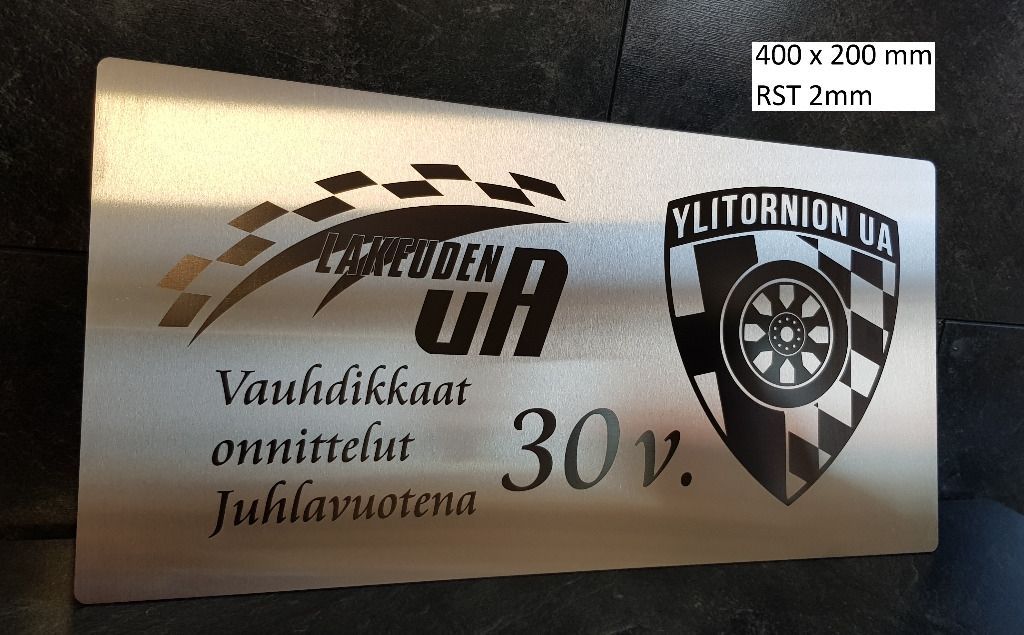 400 x 200 mm
RST 2mm
LAKEUDEN
UA
YLITORNION UA
Vauhdikkaat
onnittelut
Juhlavuotena
30 v.